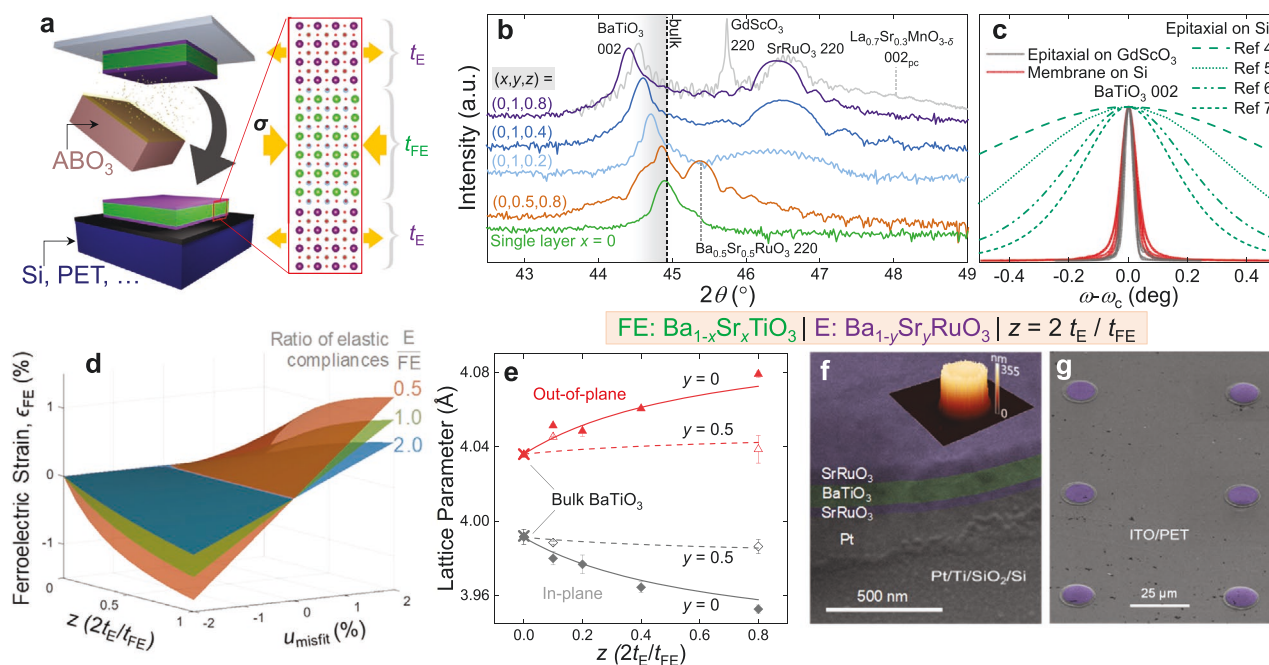 a
t_E
σ
t_FE
t_E
ABO₃
Si, PET, ...
b
BaTiO₃
002
bulk
GdScO₃
220
SrRuO₃ 220
La₀.₇Sr₀.₃MnO₃₋δ
002pc
(x,y,z) =
(0,1,0.8)
(0,1,0.4)
(0,1,0.2)
(0,0.5,0.8)
Single layer x = 0
Ba₀.₅Sr₀.₅RuO₃ 220
Intensity (a.u.)
43 44 45 46 47 48 49
2θ (°)
c
Epitaxial on Si
Epitaxial on GdScO₃
Membrane on Si
BaTiO₃ 002
Ref 4
Ref 5
Ref 6
Ref 7
-0.4 -0.2 0.0 0.2 0.4
ω-ω_c (deg)
FE: Ba₁₋ₓSrₓTiO₃ | E: Ba₁₋ᵧSrᵧRuO₃ | z = 2 t_E / t_FE
d
Ratio of elastic
compliances
E
FE
0.5
1.0
2.0
Ferroelectric Strain, ϵ_FE (%)
1
0
-1
0
0.5
1
z (2t_E/t_FE)
-2 -1 0 1 2
u_misfit (%)
e
Lattice Parameter (Å)
4.08
4.04
4.00
3.96
Out-of-plane
y = 0
y = 0.5
Bulk BaTiO₃
y = 0.5
In-plane
y = 0
0.0 0.2 0.4 0.6 0.8
z (2t_E/t_FE)
f
nm
355
0
SrRuO₃
BaTiO₃
SrRuO₃
Pt
Pt/Ti/SiO₂/Si
500 nm
g
ITO/PET
25 µm